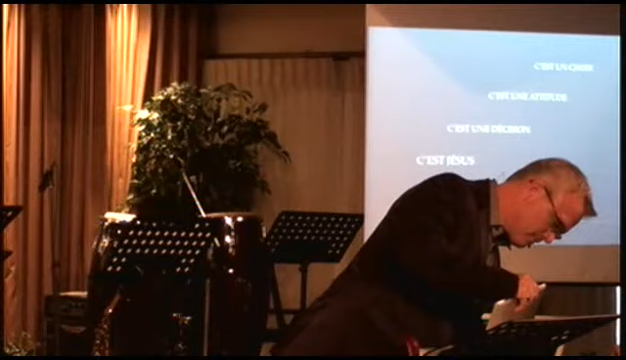 C'EST UN CHOIX
C'EST UNE ATTITUDE
C'EST UNE DÉCISION
C'EST JÉSUS